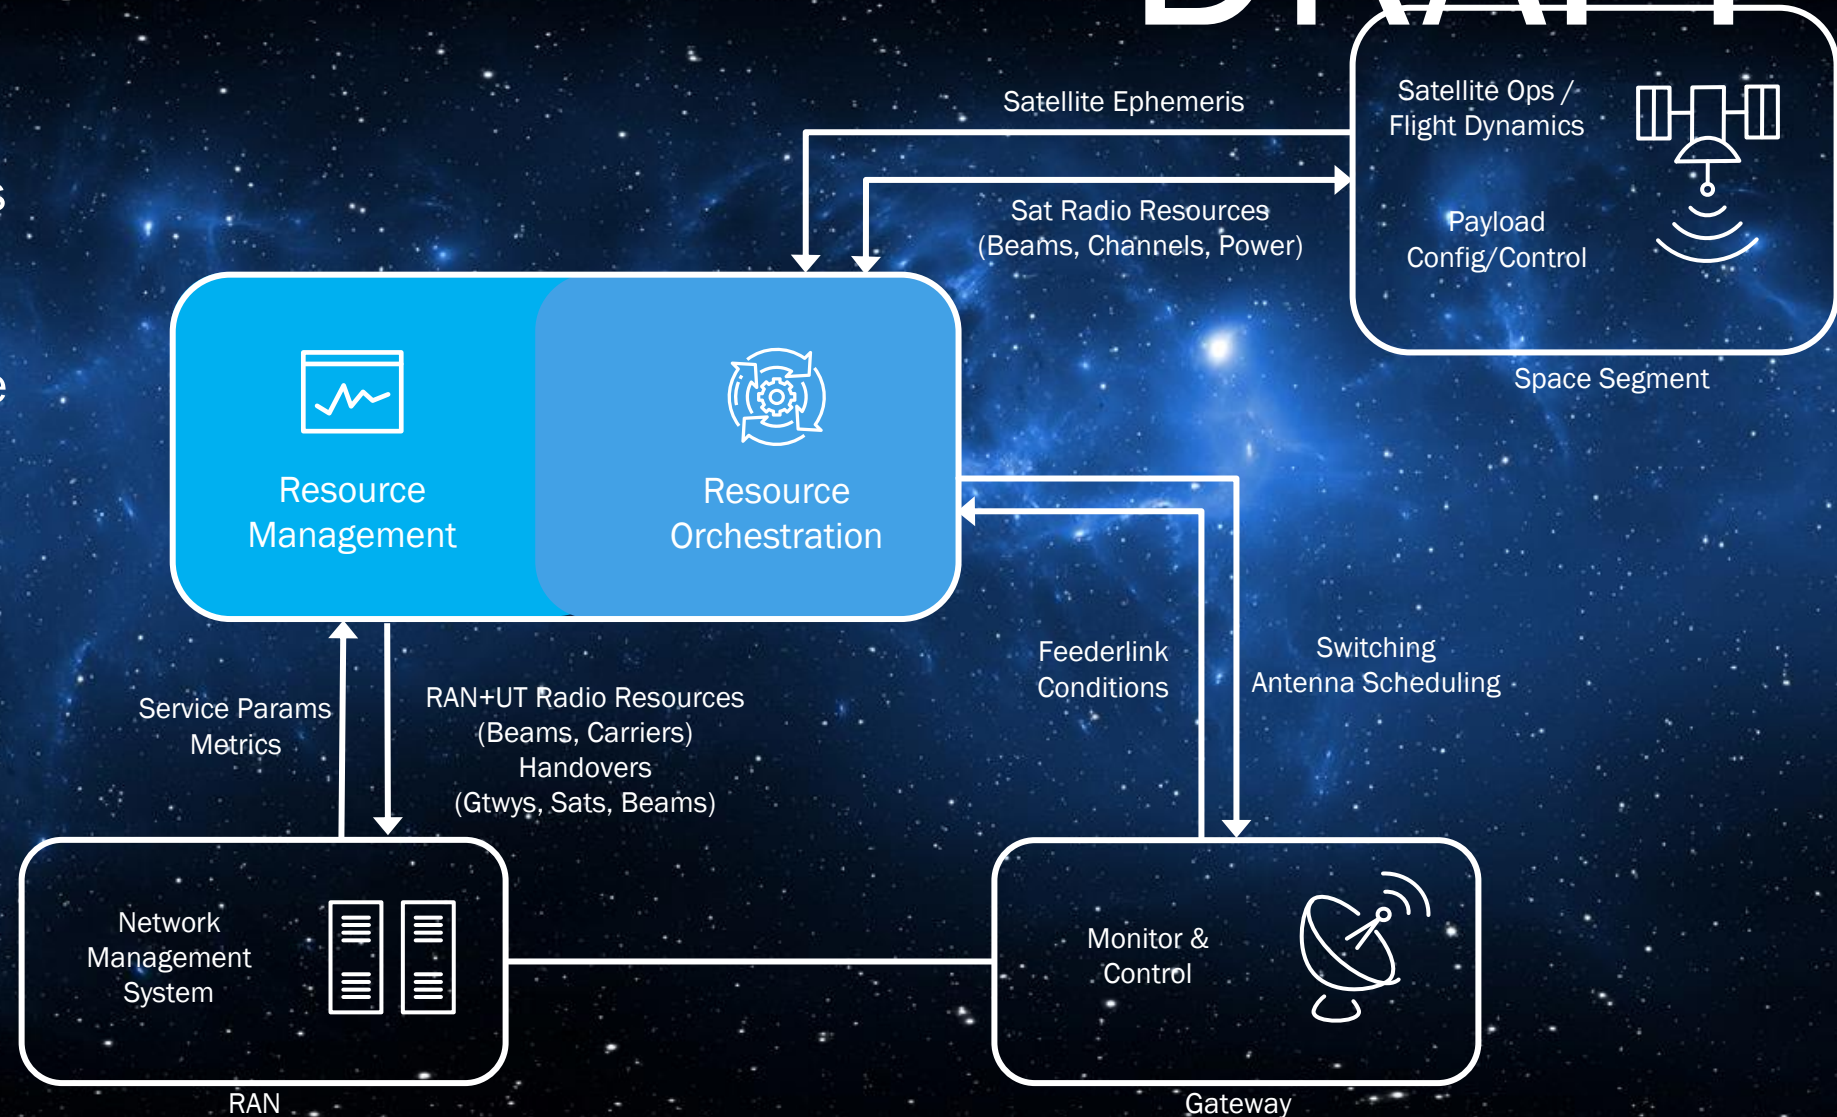 DRAFT
Satellite Ephemeris
Satellite Ops /
Flight Dynamics
Sat Radio Resources
(Beams, Channels, Power)
Payload
Config/Control
Space Segment
Resource
Management
Resource
Orchestration
Service Params
Metrics
RAN+UT Radio Resources
(Beams, Carriers)
Handovers
(Gtwys, Sats, Beams)
Feederlink
Conditions
Switching
Antenna Scheduling
Network
Management
System
Monitor &
Control
RAN
Gateway